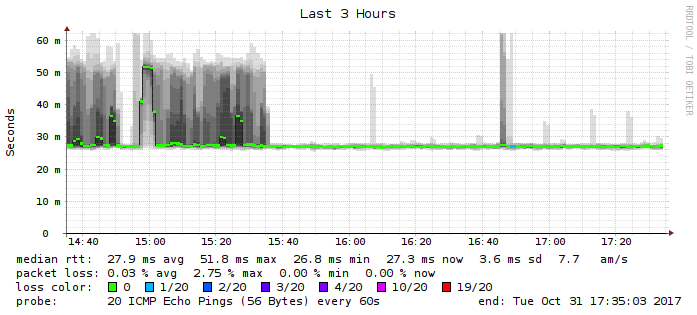 Last 3 Hours
RRDTOOL / TOBI OETIKER
Seconds
60 m
50 m
40 m
30 m
20 m
10 m
0
14:40 15:00 15:20 15:40 16:00 16:20 16:40 17:00 17:20
median rtt: 27.9 ms avg 51.8 ms max 26.8 ms min 27.3 ms now 3.6 ms sd 7.7 am/s
packet loss: 0.03 % avg 2.75 % max 0.00 % min 0.00 % now
loss color: 0 1/20 2/20 3/20 4/20 10/20 19/20
probe: 20 ICMP Echo Pings (56 Bytes) every 60s end: Tue Oct 31 17:35:03 2017